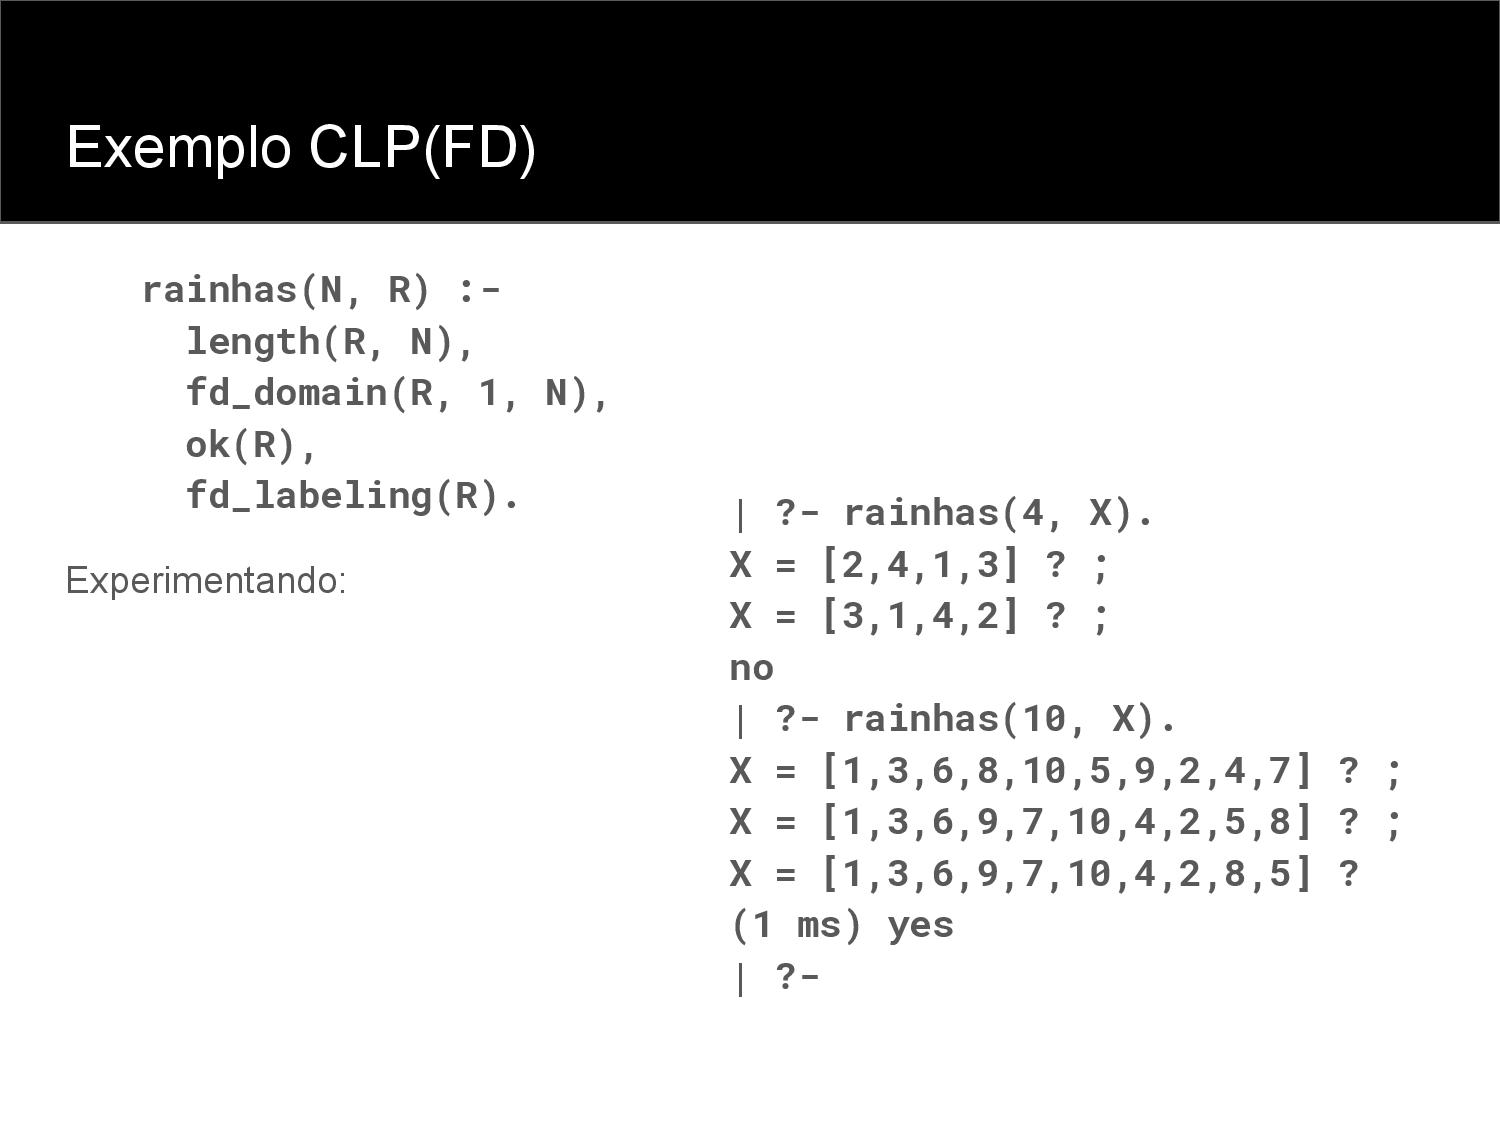 Exemplo CLP(FD)
rainhas(N, R) :-
length(R, N),
fd_domain(R, 1, N),
ok(R),
fd_labeling(R).
Experimentando:
| ?- rainhas(4, X).
X = [2,4,1,3] ? ;
X = [3,1,4,2] ? ;
no
| ?- rainhas(10, X).
X = [1,3,6,8,10,5,9,2,4,7] ? ;
X = [1,3,6,9,7,10,4,2,5,8] ? ;
X = [1,3,6,9,7,10,4,2,8,5] ?
(1 ms) yes
| ?-